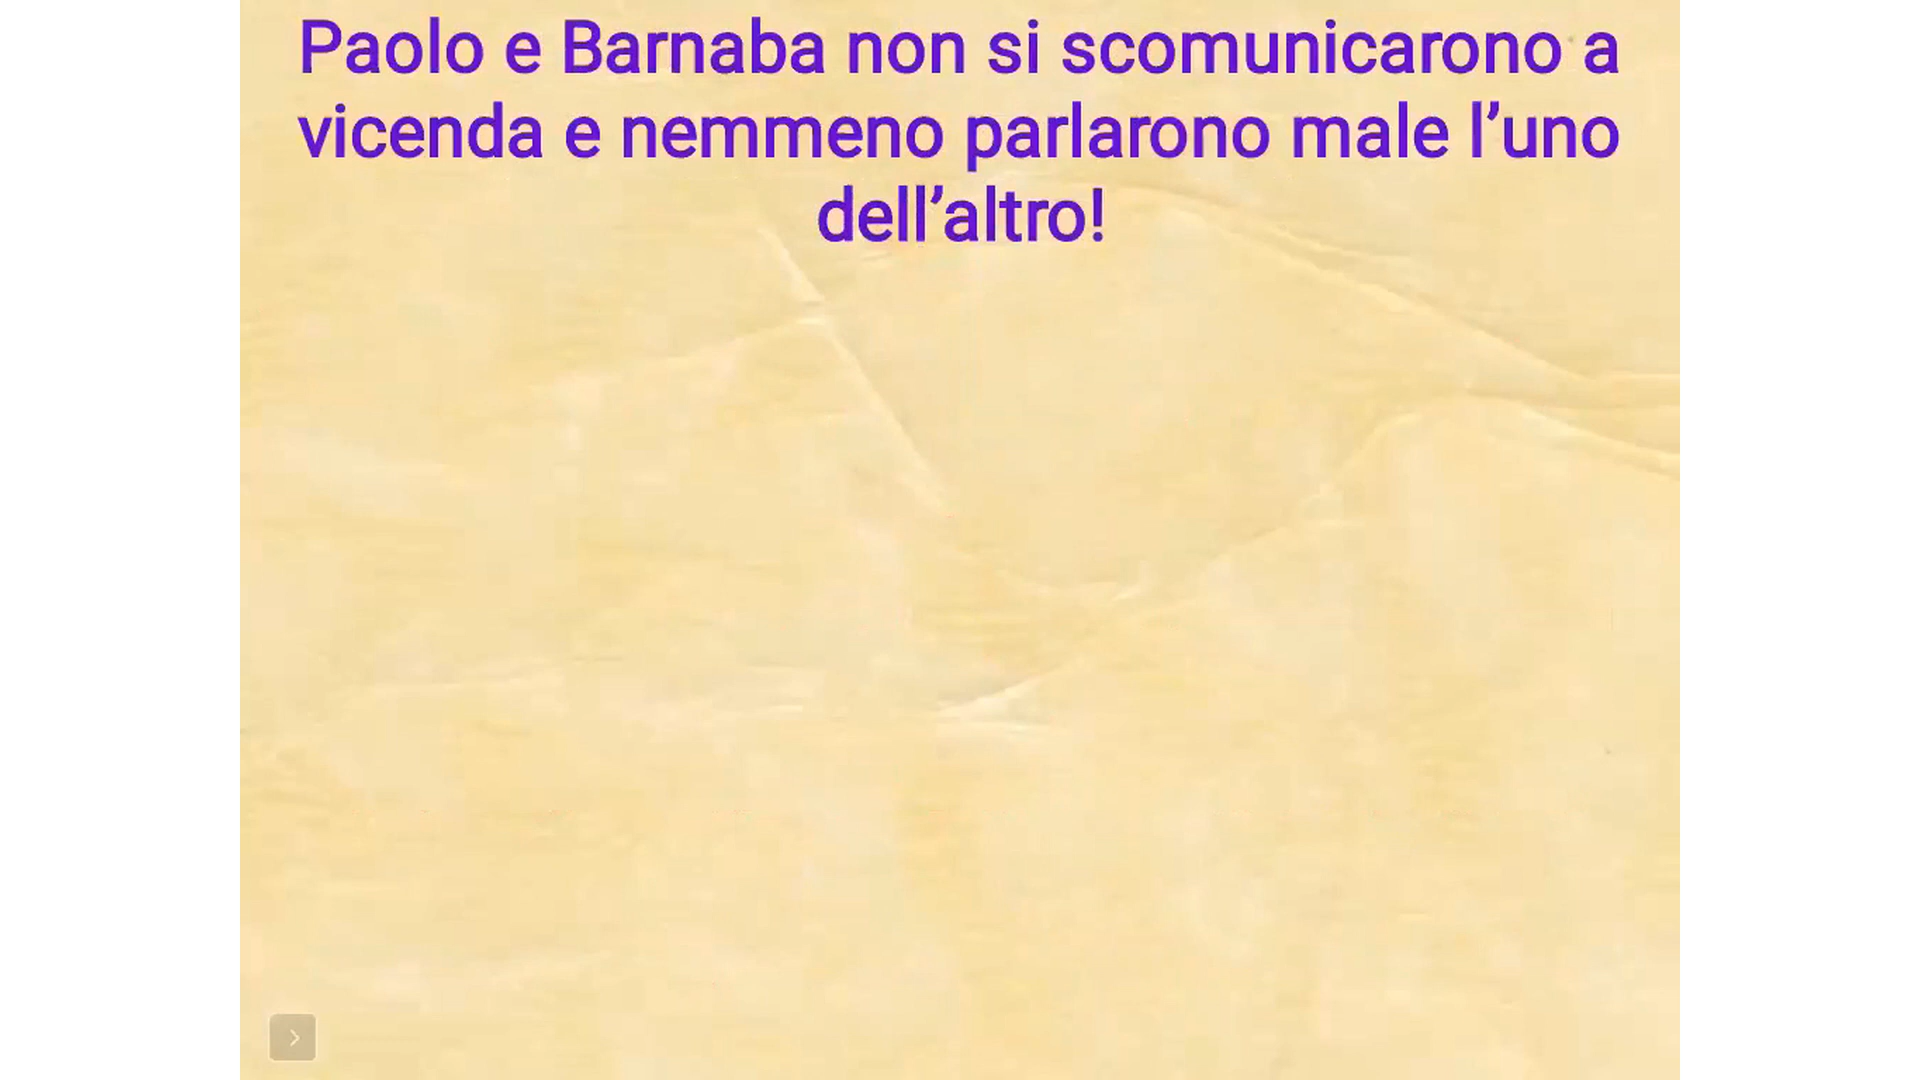 Paolo e Barnaba non si scomunicarono a
vicenda e nemmeno parlarono male l’uno
dell’altro!